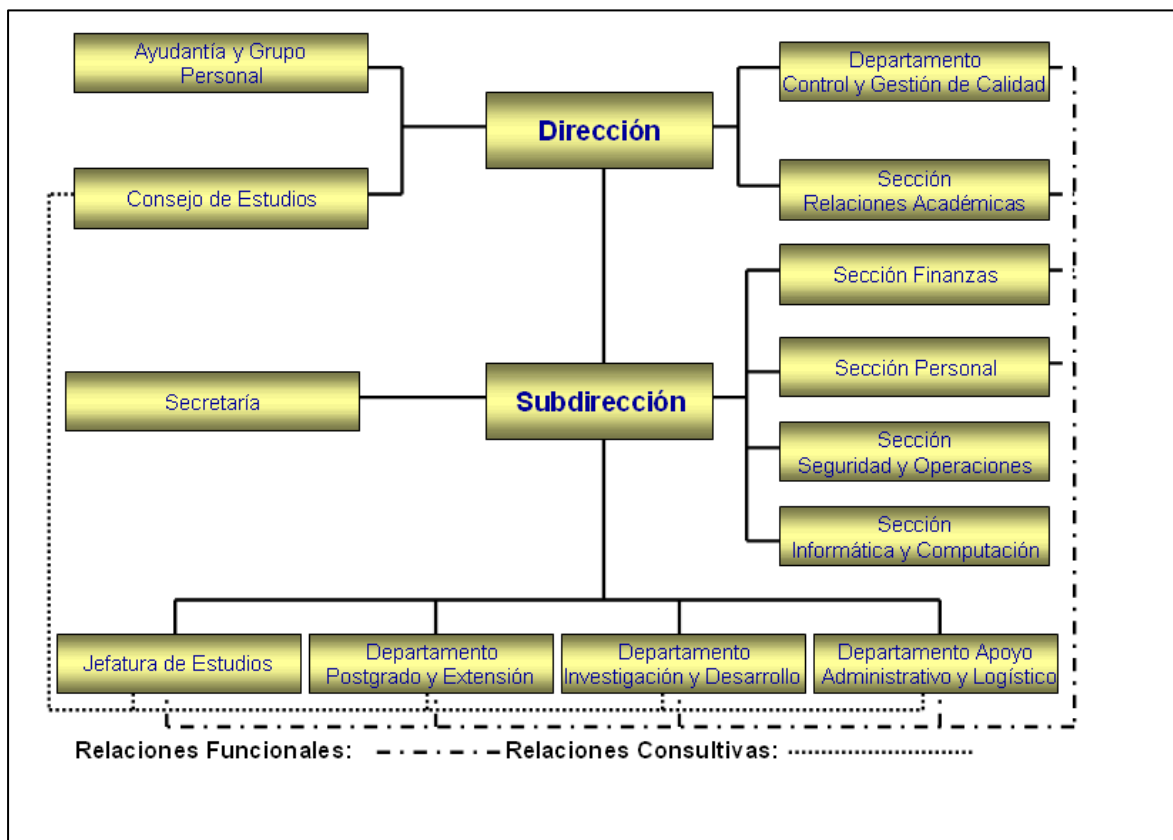 Ayudantía y Grupo
Personal
Departamento
Control y Gestión de Calidad
Dirección
Consejo de Estudios
Sección
Relaciones Académicas
Sección Finanzas
Sección Personal
Secretaría
Subdirección
Sección
Seguridad y Operaciones
Sección
Informática y Computación
Jefatura de Estudios
Departamento
Postgrado y Extensión
Departamento
Investigación y Desarrollo
Departamento Apoyo
Administrativo y Logístico
Relaciones Funcionales:
Relaciones Consultivas: